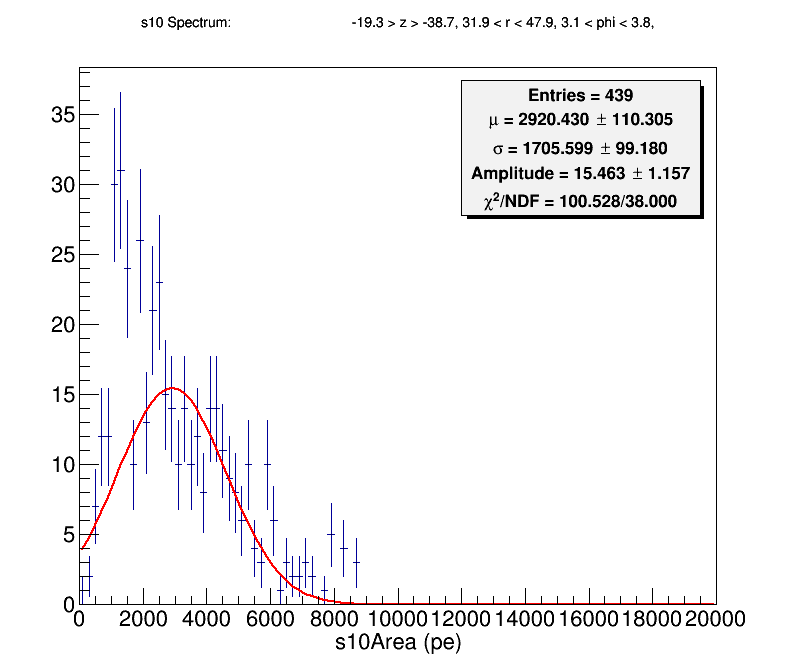 s10 Spectrum: -19.3 > z > -38.7, 31.9 < r < 47.9, 3.1 < phi < 3.8,
Entries = 439
μ = 2920.430 ± 110.305
σ = 1705.599 ± 99.180
Amplitude = 15.463 ± 1.157
χ²/NDF = 100.528/38.000
35
30
25
20
15
10
5
0
0 2000 4000 6000 8000 10000 12000 14000 16000 18000 20000
s10Area (pe)